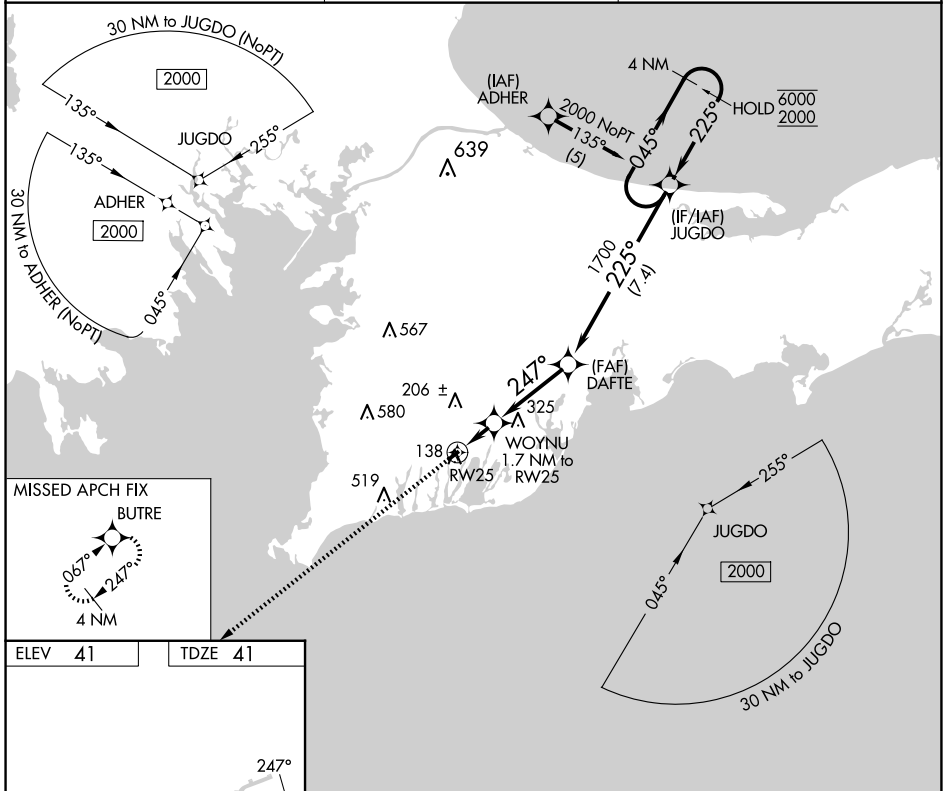 30 NM to JUGDO (NoPT)
2000
135°
JUGDO
255°
135°
ADHER
2000
045°
30 NM to ADHER (NoPT)
(IAF)
ADHER
2000 NoPT
135°
(5)
4 NM
045°
225°
HOLD 6000
2000
(IF/IAF)
JUGDO
639
1700
225°
(7.4)
567
247°
(FAF)
DAFTE
206 ±
580
325
WOYNU
1.7 NM to
RW25
138
RW25
519
255°
JUGDO
2000
045°
30 NM to JUGDO
MISSED APCH FIX
BUTRE
067°
247°
4 NM
ELEV 41
TDZE 41
247°